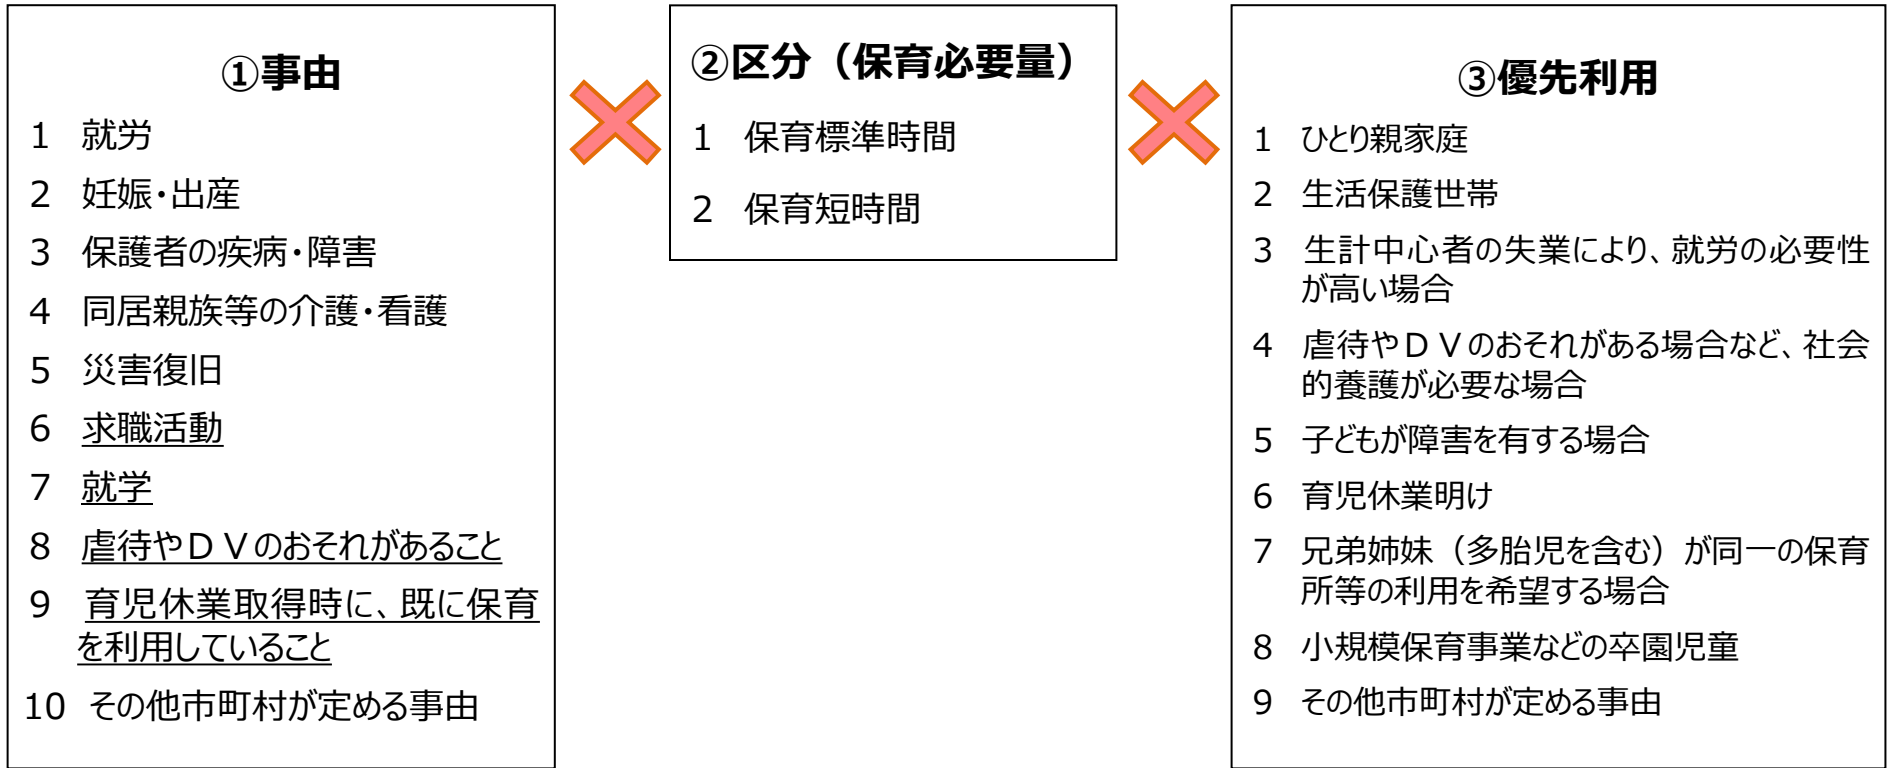 ①事由
1 就労
2 妊娠・出産
3 保護者の疾病・障害
4 同居親族等の介護・看護
5 災害復旧
6 求職活動
7 就学
8 虐待やＤＶのおそれがあること
9 育児休業取得時に、既に保育
を利用していること
10 その他市町村が定める事由
②区分（保育必要量）
1 保育標準時間
2 保育短時間
③優先利用
1 ひとり親家庭
2 生活保護世帯
3 生計中心者の失業により、就労の必要性
が高い場合
4 虐待やＤＶのおそれがある場合など、社会
的養護が必要な場合
5 子どもが障害を有する場合
6 育児休業明け
7 兄弟姉妹（多胎児を含む）が同一の保育
所等の利用を希望する場合
8 小規模保育事業などの卒園児童
9 その他市町村が定める事由